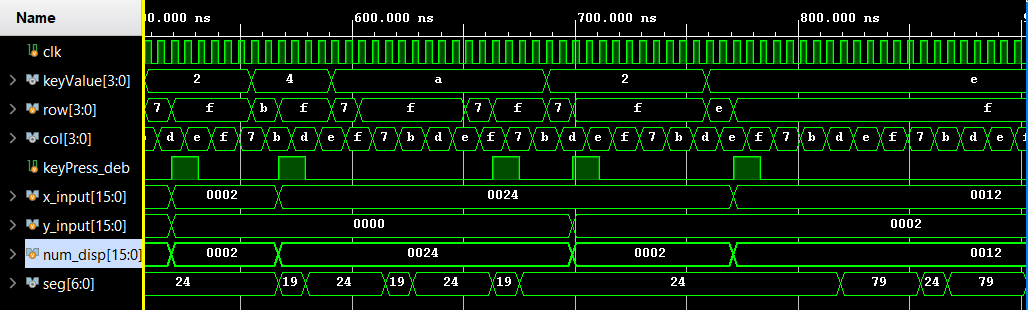 Name 00.000 ns 600.000 ns 700.000 ns 800.000 ns
clk
keyValue[3:0] 2 4 a 2 e
row[3:0] 7 f b f 7 f 7 f 7 f e f
col[3:0] d e f 7 b d e f 7 b d e f 7 b d e f 7 b d e f 7 b d e f 7 b d e
keyPress_deb
x_input[15:0] 0002 0024 0012
y_input[15:0] 0000 0002
num_disp[15:0] 0002 0024 0002 0012
seg[6:0] 24 19 24 19 24 19 24 79 24 79